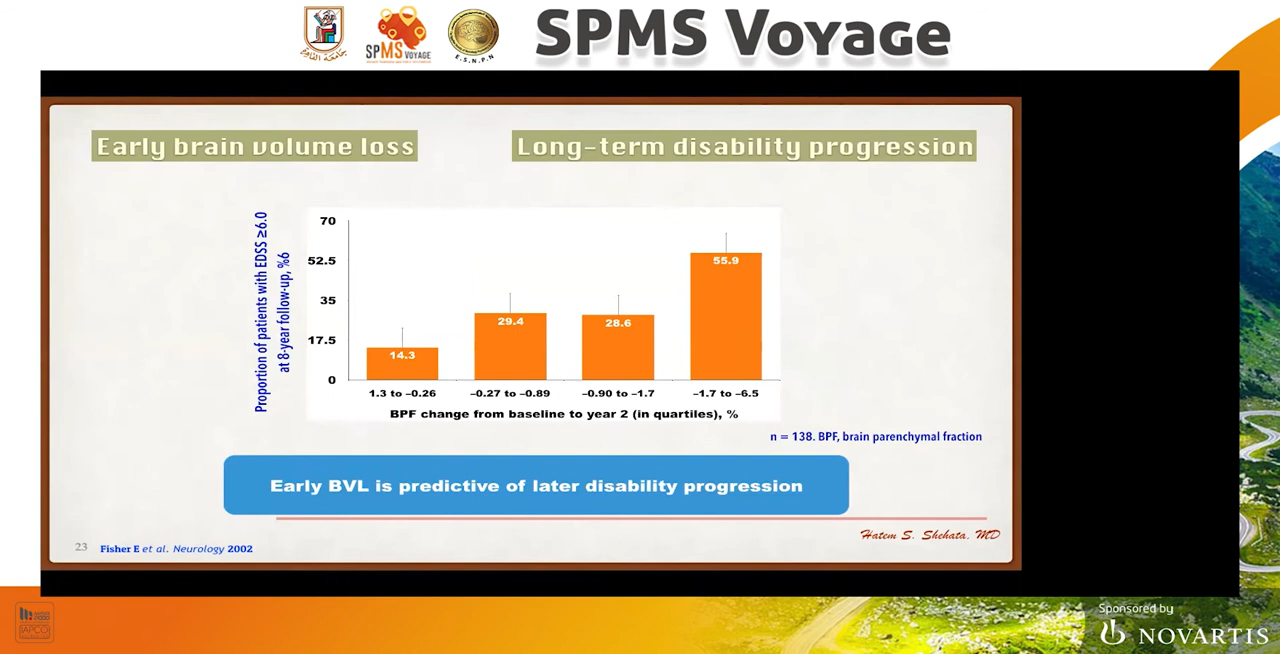 SPMS VOYAGE
E.S.N.P.N
SPMS Voyage
Early brain volume loss
Long-term disability progression
Proportion of patients with EDSS ≥6.0
at 8-year follow-up, %6
70
52.5
35
17.5
0
14.3
29.4
28.6
55.9
1.3 to –0.26
–0.27 to –0.89
–0.90 to –1.7
–1.7 to –6.5
BPF change from baseline to year 2 (in quartiles), %
n = 138. BPF, brain parenchymal fraction
Early BVL is predictive of later disability progression
Hatem S. Shehata, MD
23 Fisher E et al. Neurology 2002
IAPCO
Sponsored by
NOVARTIS